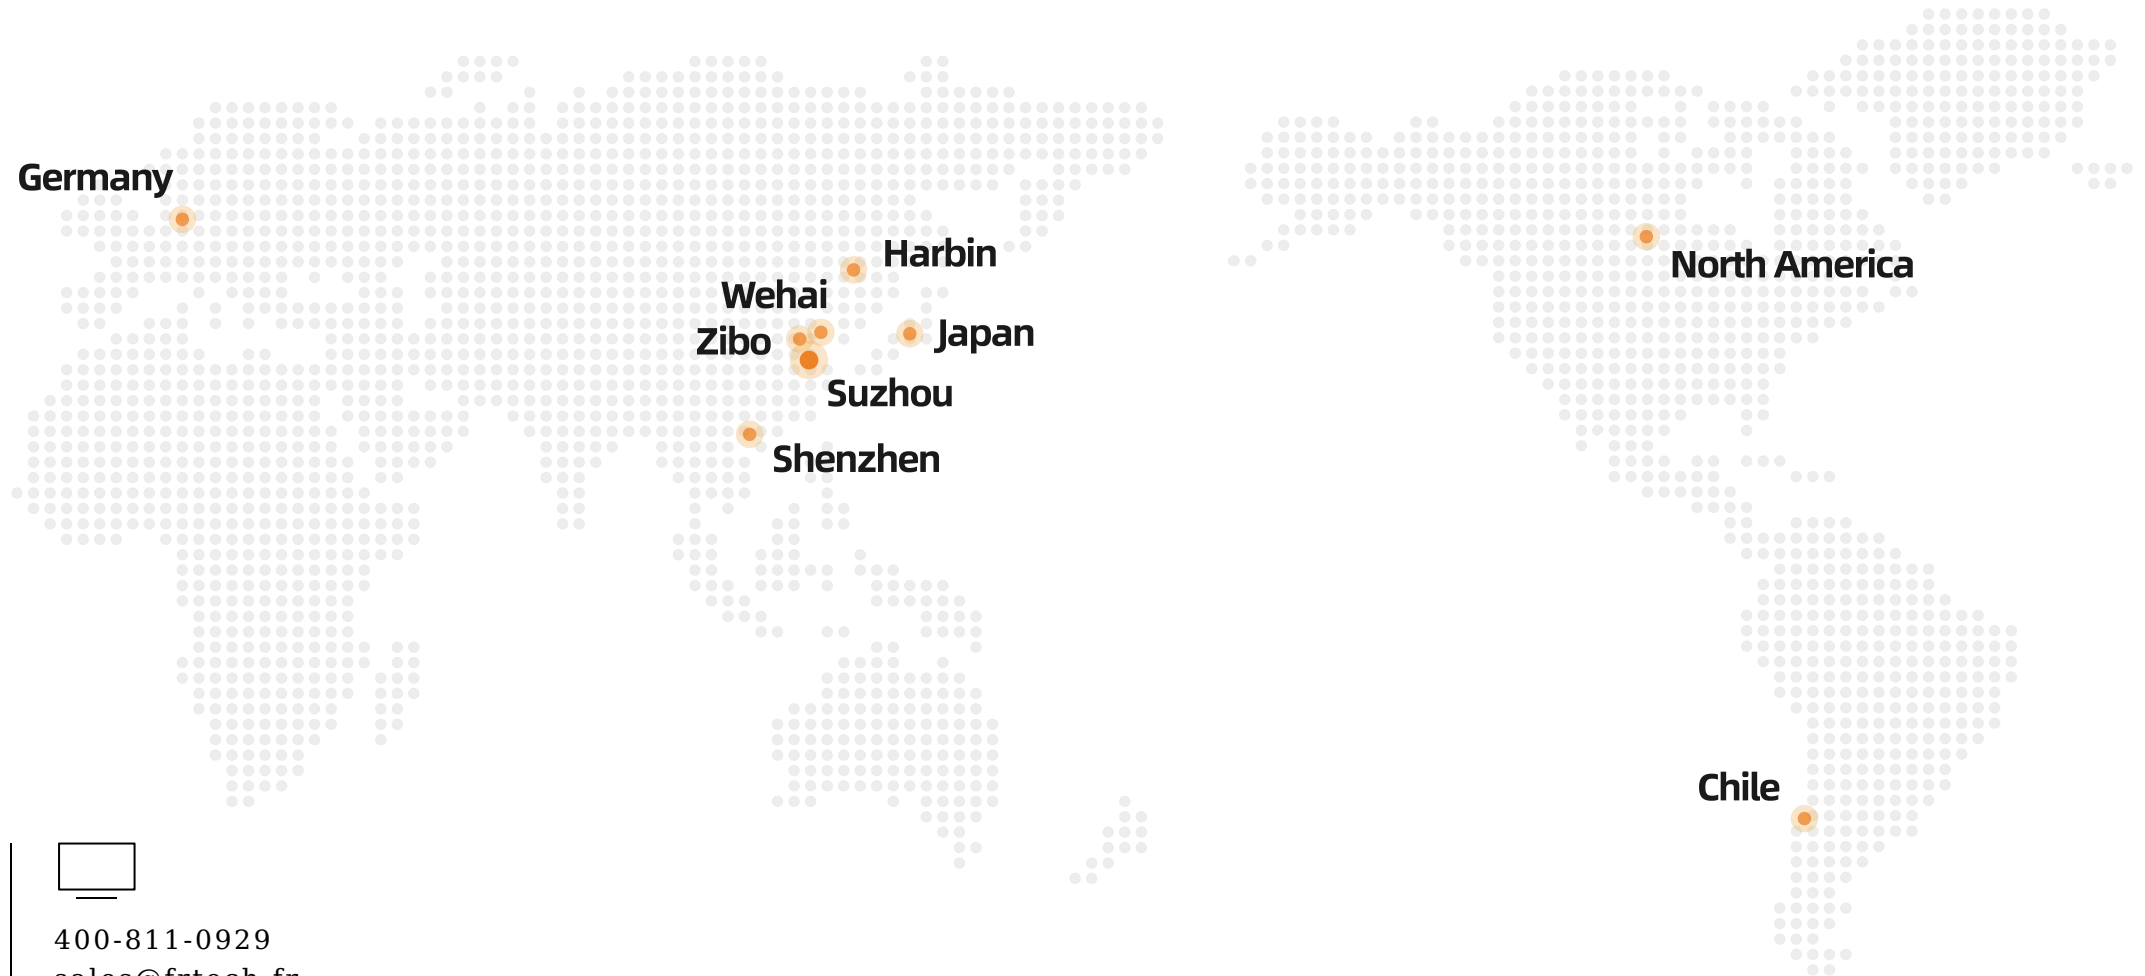 Germany
Harbin
North America
Wehai
Zibo
Japan
Suzhou
Shenzhen
Chile
400-811-0929